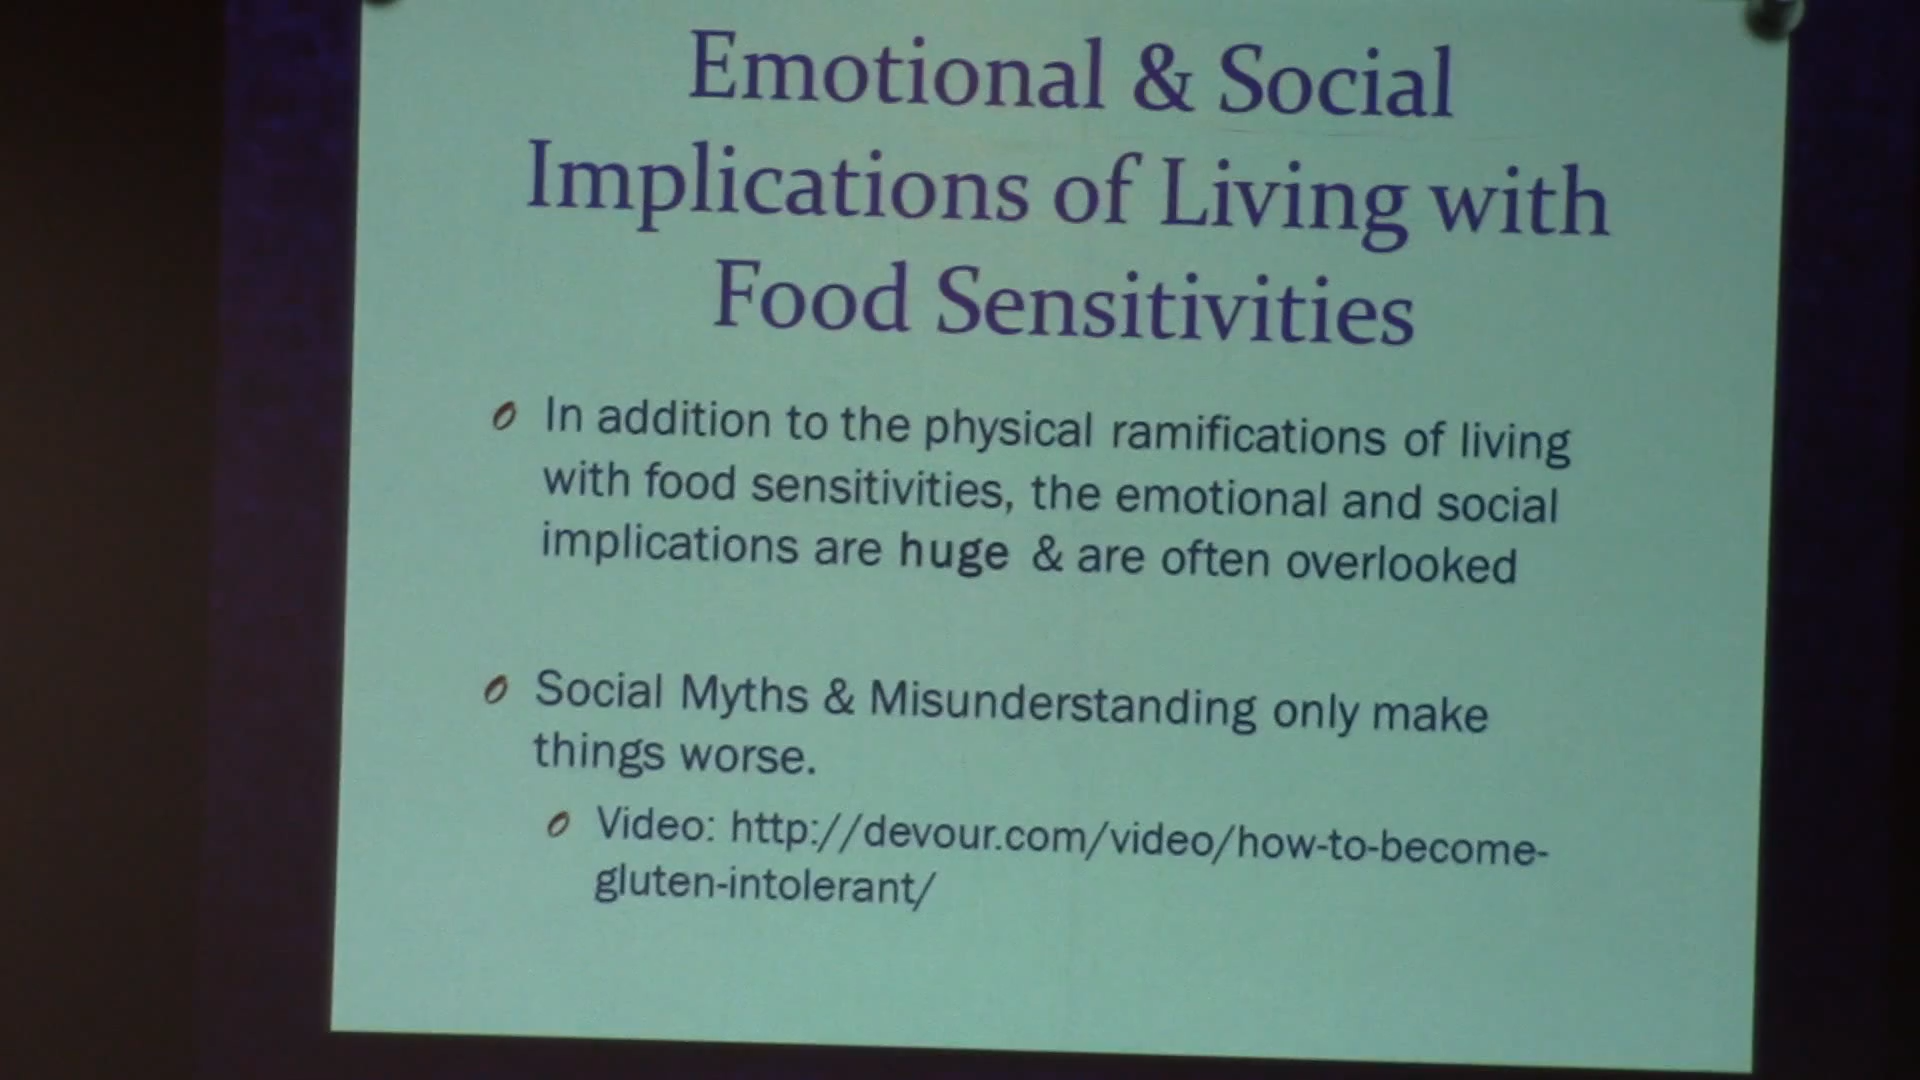 Emotional & Social
Implications of Living with
Food Sensitivities
In addition to the physical ramifications of living
with food sensitivities, the emotional and social
implications are huge & are often overlooked
Social Myths & Misunderstanding only make
things worse.
Video: http://devour.com/video/how-to-become-
gluten-intolerant/